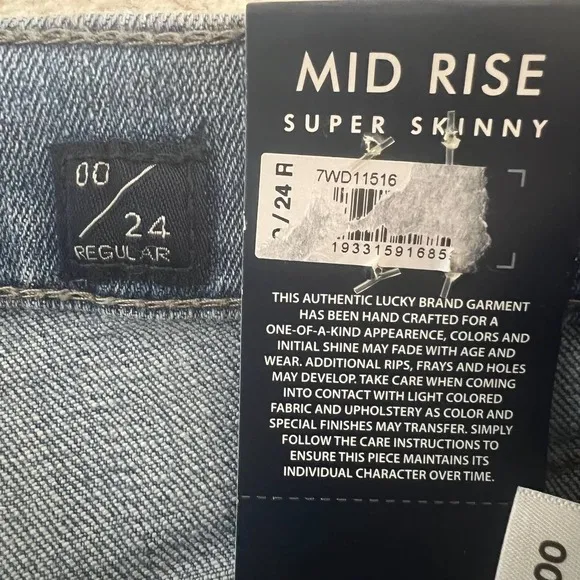 00/24
REGULAR
MID RISE
SUPER SKINNY
7WD11516
/24 R
19331591685
THIS AUTHENTIC LUCKY BRAND GARMENT
HAS BEEN HAND CRAFTED FOR A
ONE-OF-A-KIND APPEARENCE, COLORS AND
INITIAL SHINE MAY FADE WITH AGE AND
WEAR. ADDITIONAL RIPS, FRAYS AND HOLES
MAY DEVELOP. TAKE CARE WHEN COMING
INTO CONTACT WITH LIGHT COLORED
FABRIC AND UPHOLSTERY AS COLOR AND
SPECIAL FINISHES MAY TRANSFER. SIMPLY
FOLLOW THE CARE INSTRUCTIONS TO
ENSURE THIS PIECE MAINTAINS ITS
INDIVIDUAL CHARACTER OVER TIME.
00